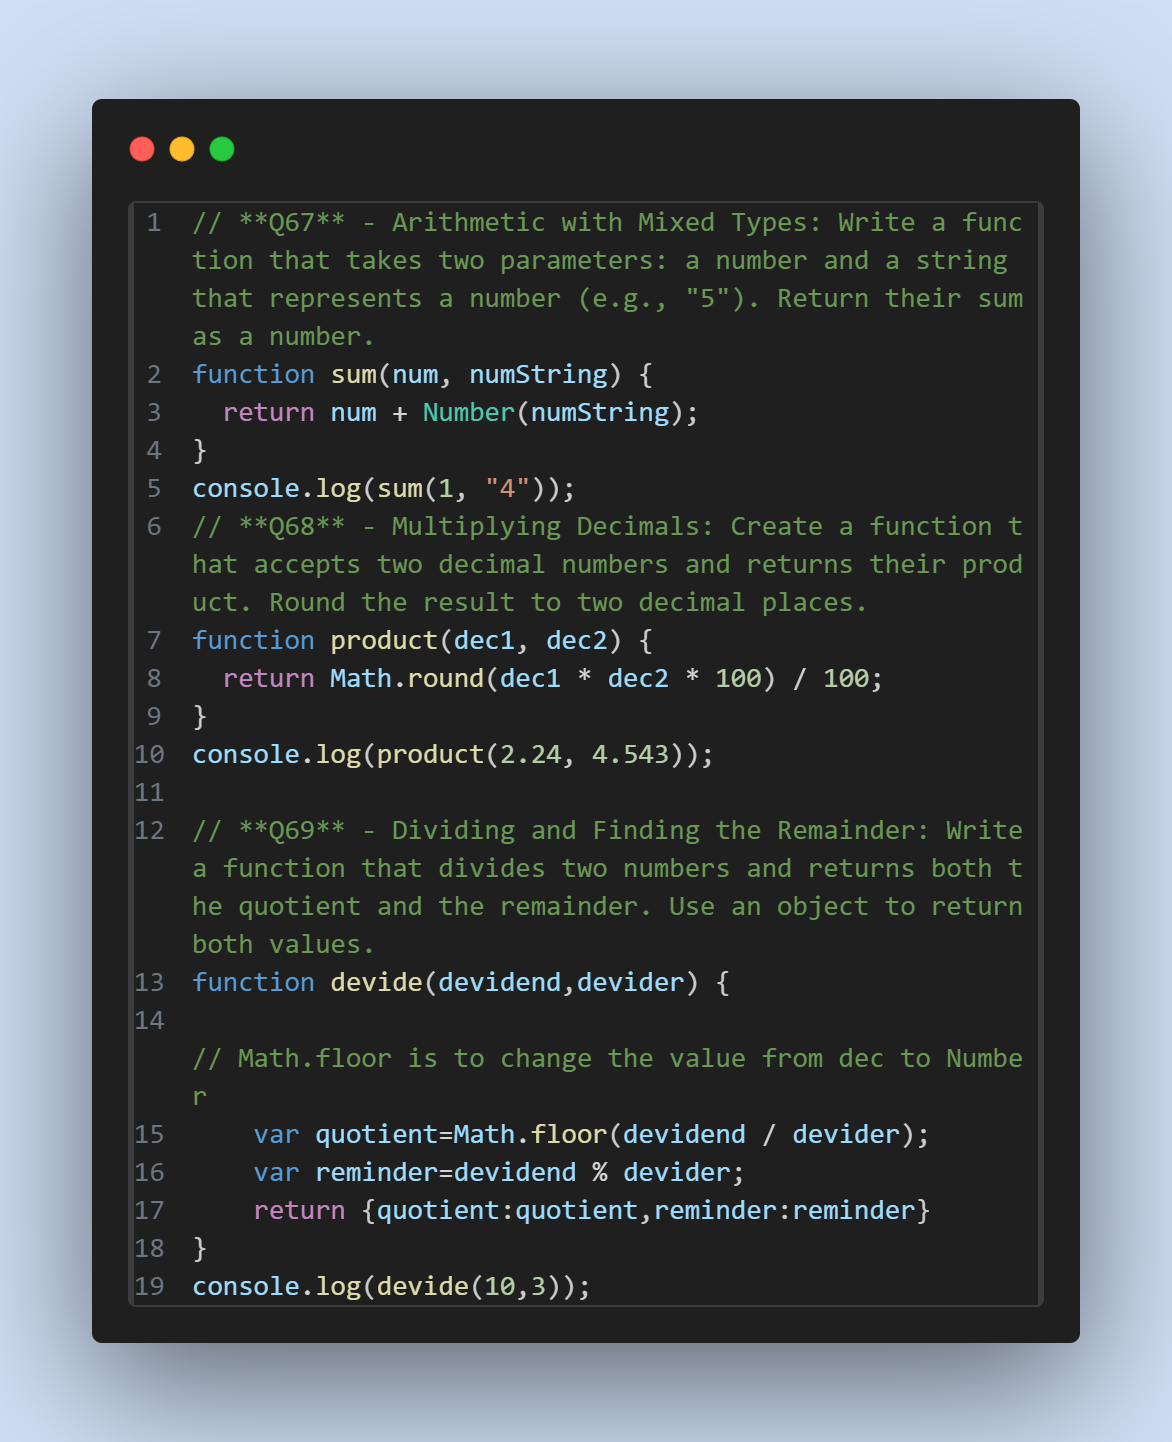 1 // **Q67** - Arithmetic with Mixed Types: Write a func
tion that takes two parameters: a number and a string
that represents a number (e.g., "5"). Return their sum
as a number.
2 function sum(num, numString) {
3   return num + Number(numString);
4 }
5 console.log(sum(1, "4"));
6 // **Q68** - Multiplying Decimals: Create a function t
hat accepts two decimal numbers and returns their prod
uct. Round the result to two decimal places.
7 function product(dec1, dec2) {
8   return Math.round(dec1 * dec2 * 100) / 100;
9 }
10 console.log(product(2.24, 4.543));
11
12 // **Q69** - Dividing and Finding the Remainder: Write
a function that divides two numbers and returns both t
he quotient and the remainder. Use an object to return
both values.
13 function devide(devidend,devider) {
14
// Math.floor is to change the value from dec to Numbe
r
15     var quotient=Math.floor(devidend / devider);
16     var reminder=devidend % devider;
17     return {quotient:quotient,reminder:reminder}
18 }
19 console.log(devide(10,3));